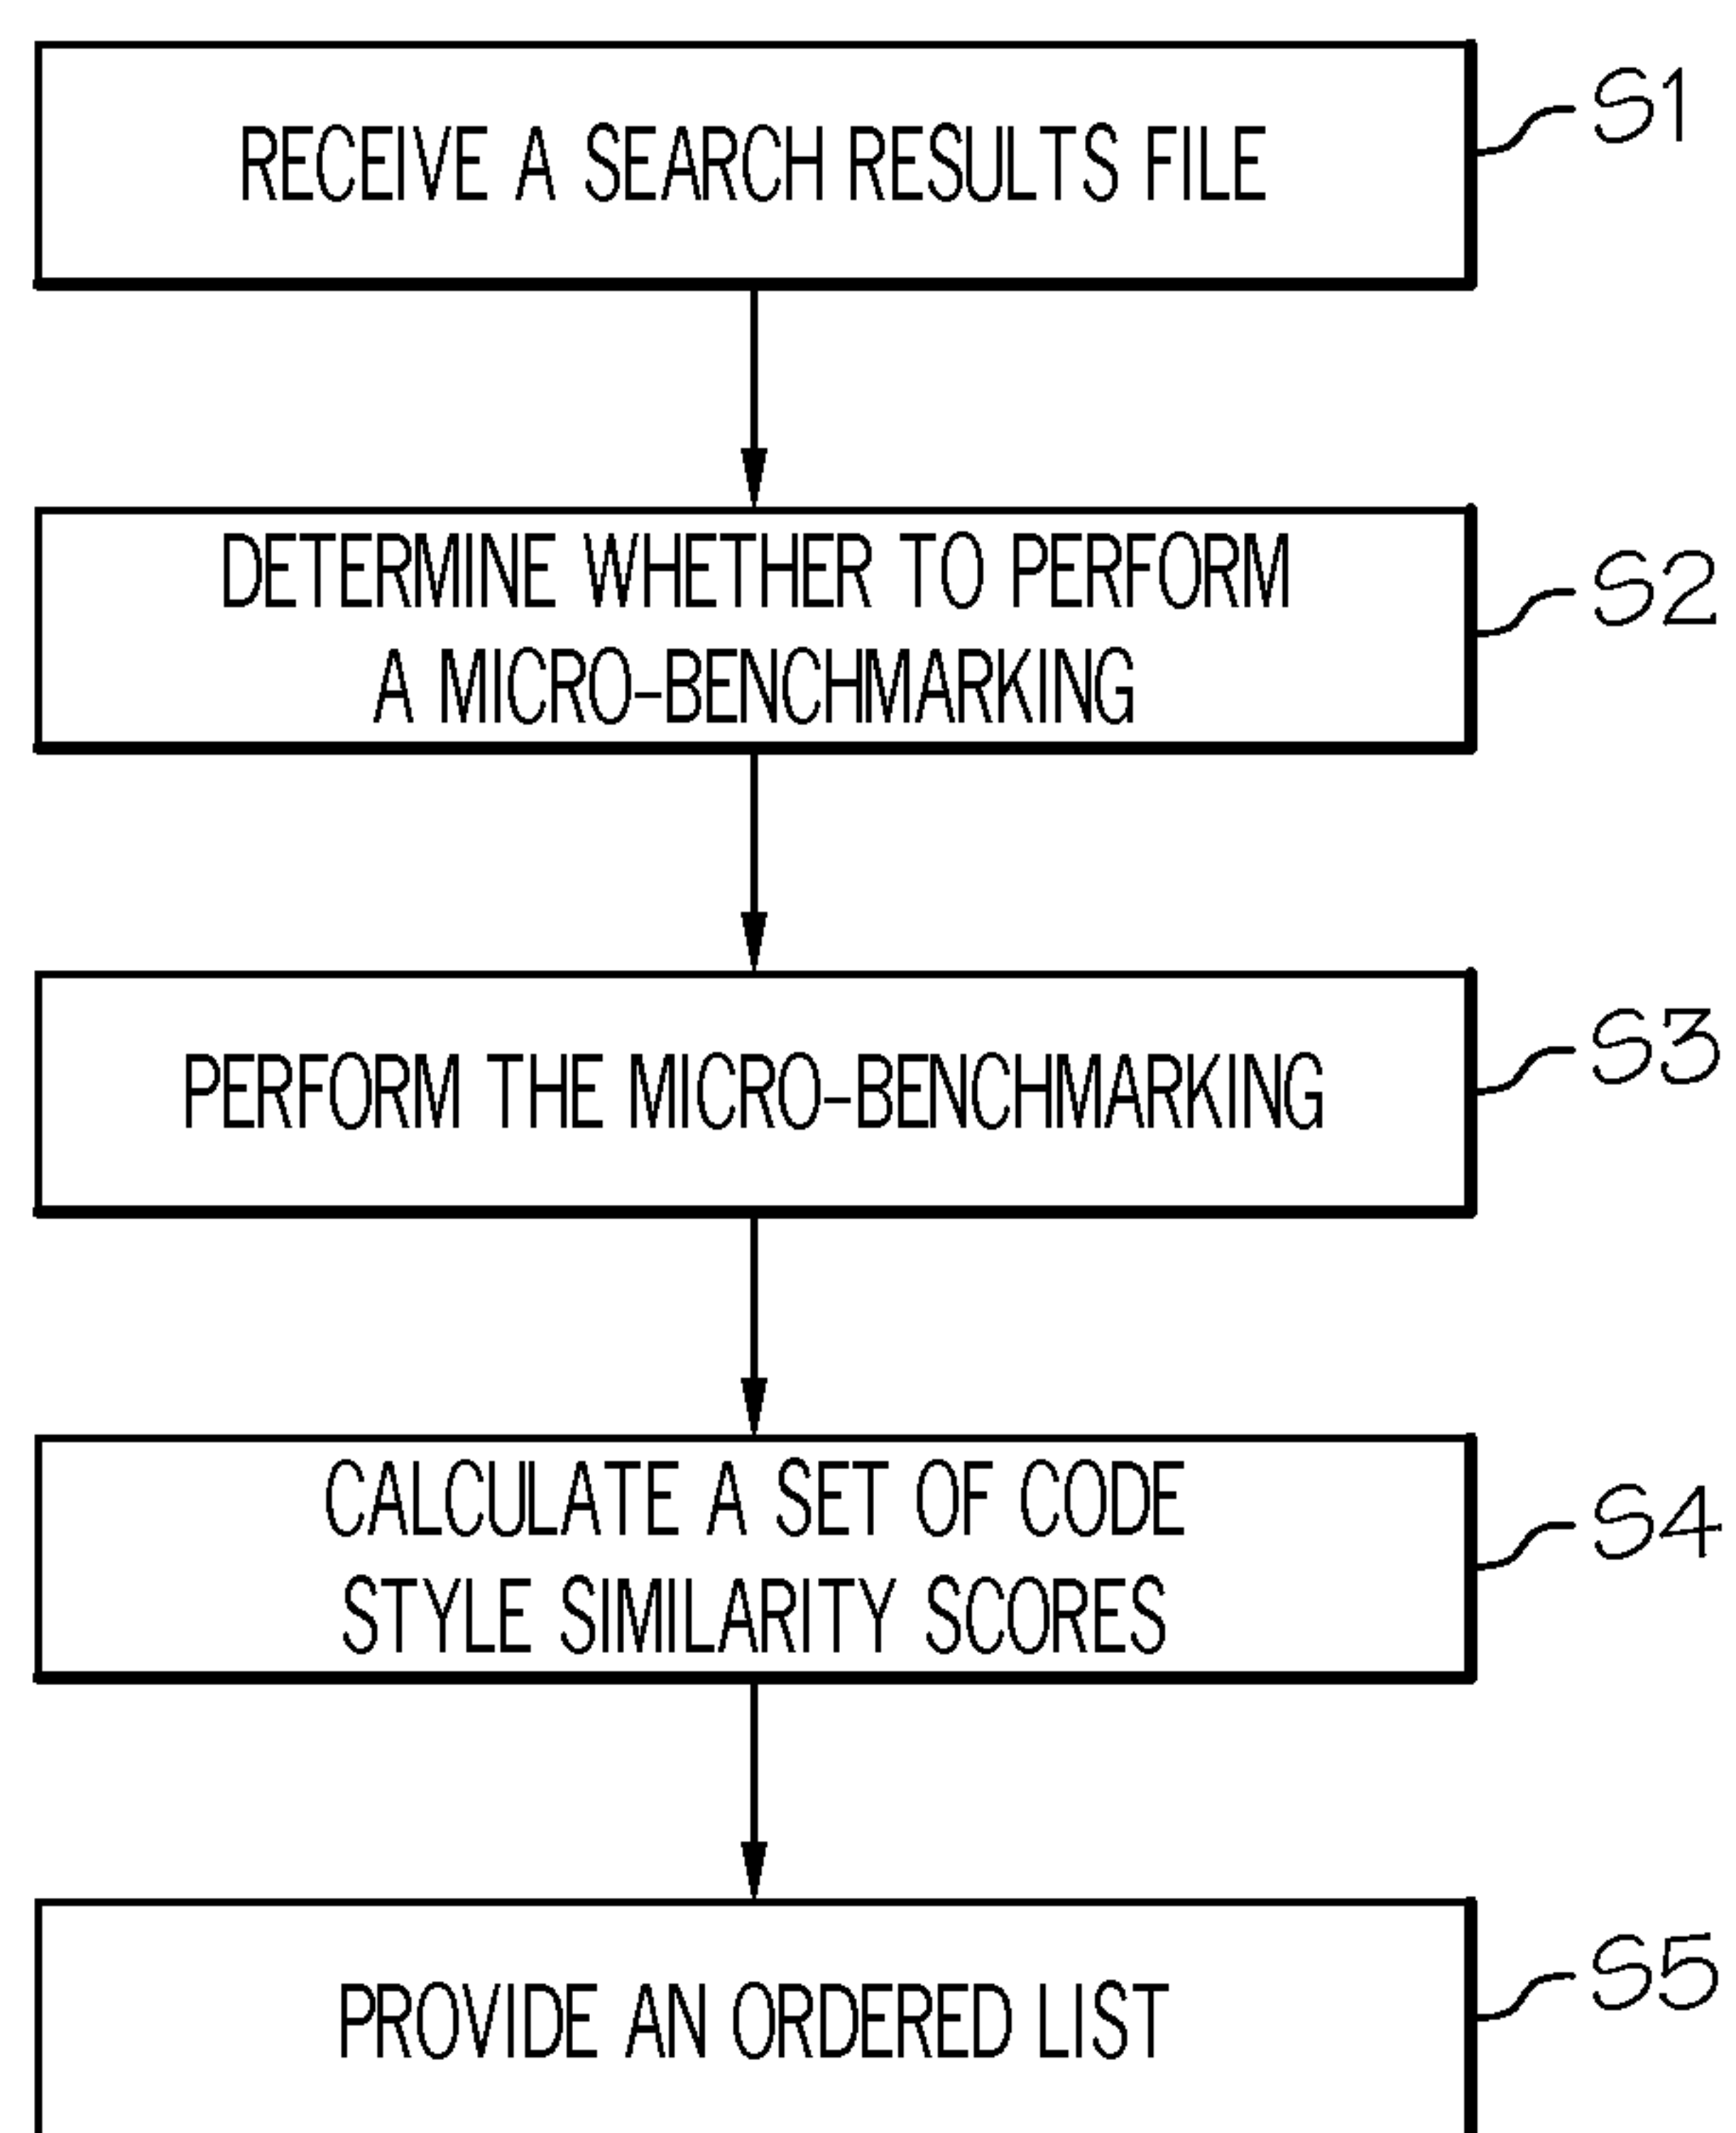 RECEIVE A SEARCH RESULTS FILE
S1
DETERMINE WHETHER TO PERFORM
A MICRO-BENCHMARKING
S2
PERFORM THE MICRO-BENCHMARKING
S3
CALCULATE A SET OF CODE
STYLE SIMILARITY SCORES
S4
PROVIDE AN ORDERED LIST
S5